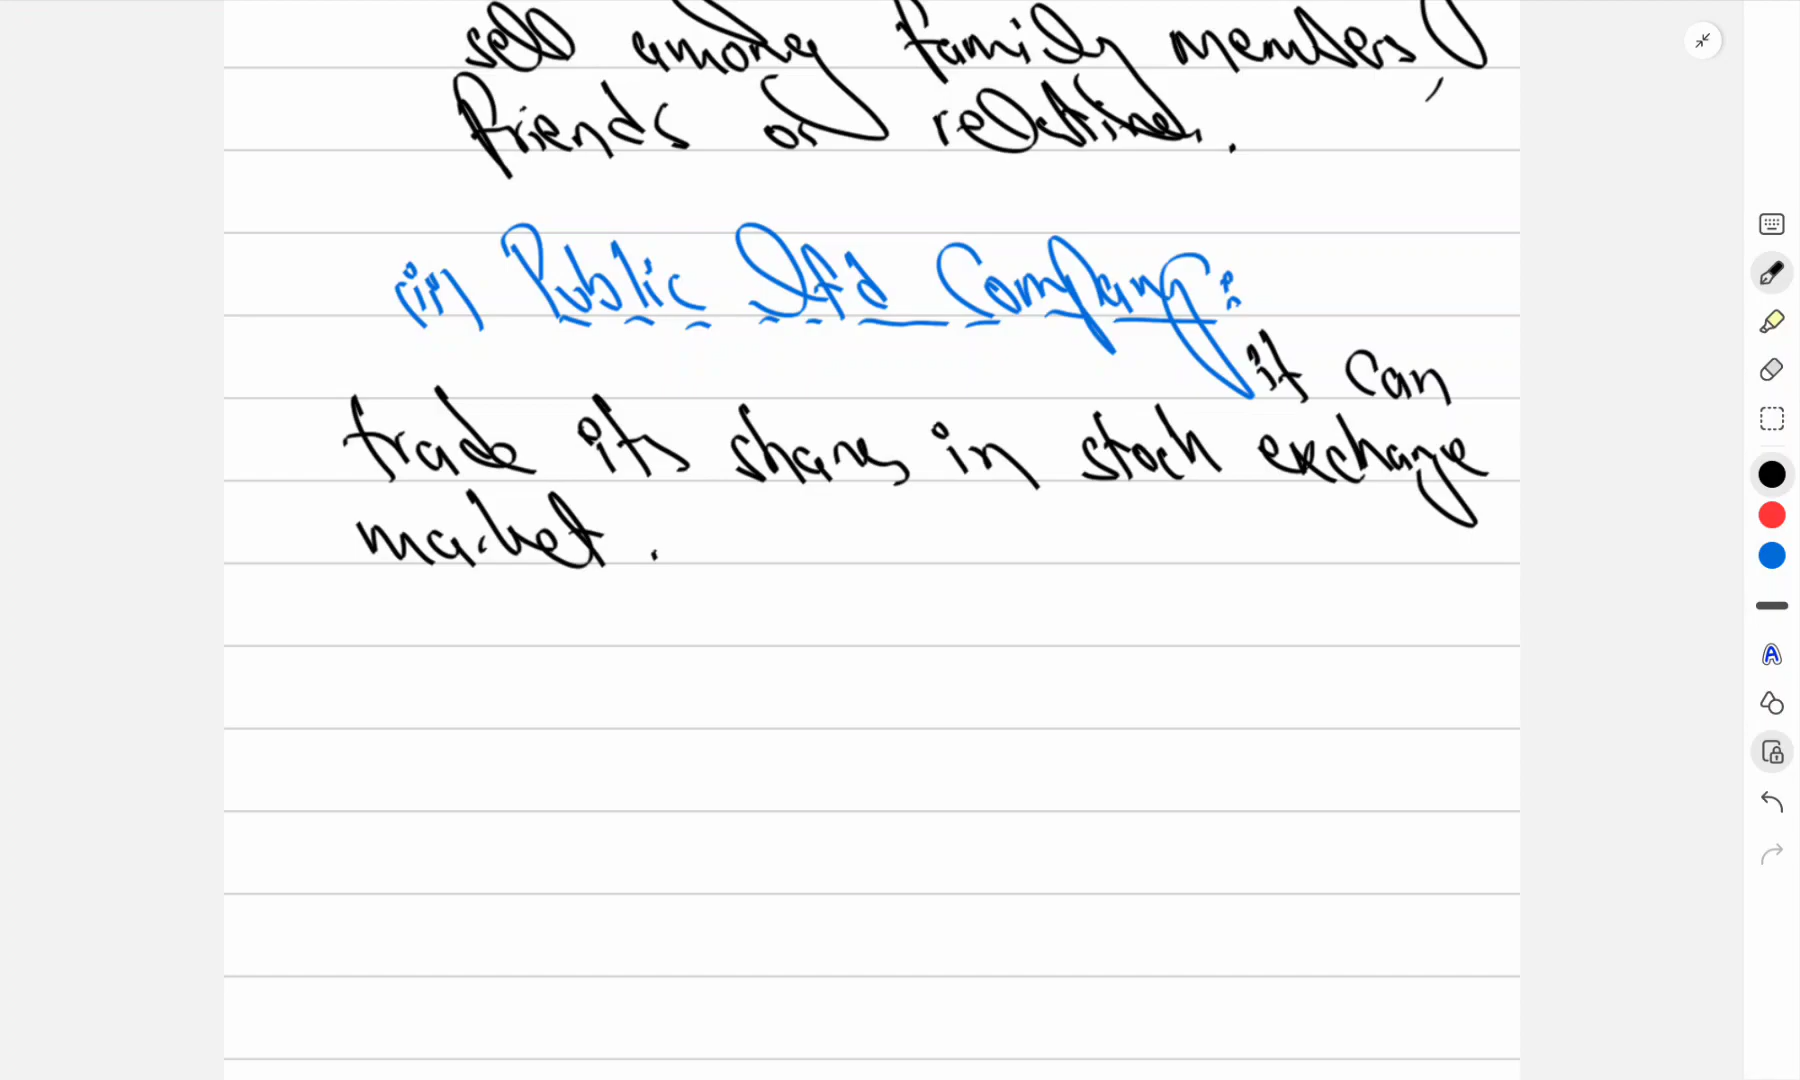 sell among family members,
friends or relative.
(ii) Public Ltd Company:
it can
trade its shares in stock exchange
market.